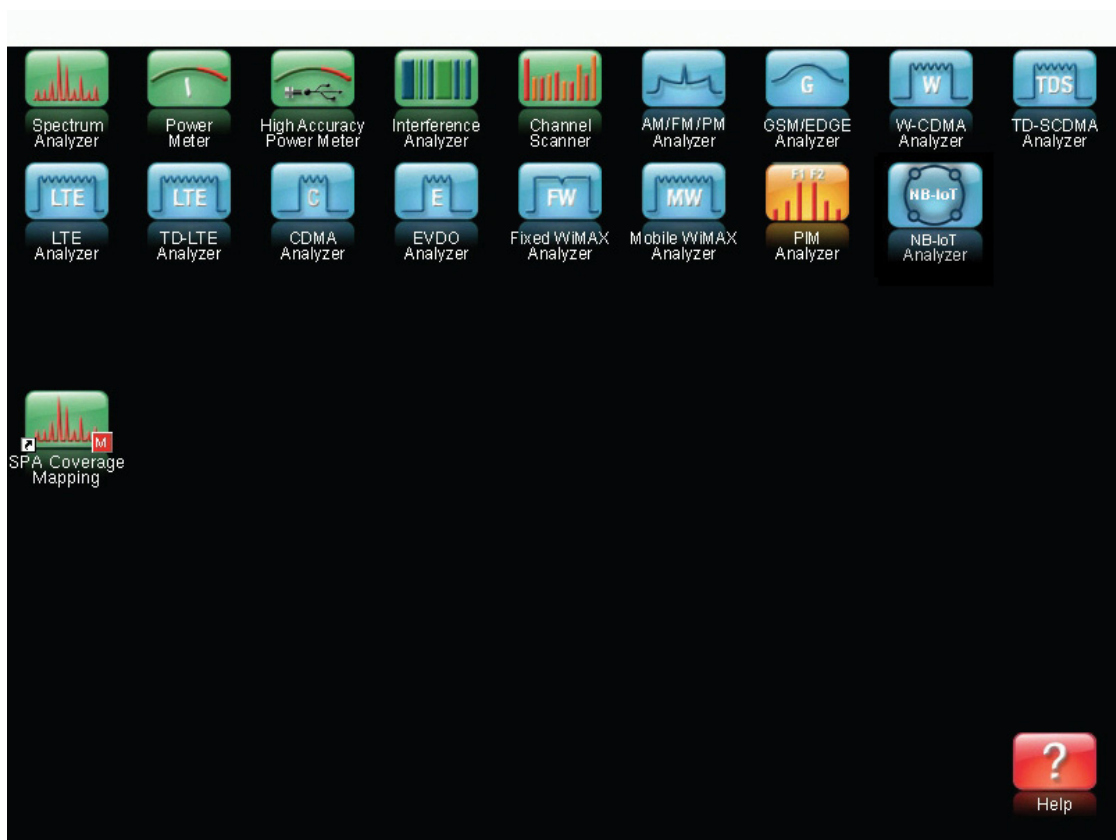 Spectrum
Analyzer
Power
Meter
High Accuracy
Power Meter
Interference
Analyzer
Channel
Scanner
AM/FM/PM
Analyzer
G
GSM/EDGE
Analyzer
W
W-CDMA
Analyzer
TDS
TD-SCDMA
Analyzer
LTE
LTE
Analyzer
LTE
TD-LTE
Analyzer
C
CDMA
Analyzer
E
EVDO
Analyzer
FW
Fixed WiMAX
Analyzer
MW
Mobile WiMAX
Analyzer
F1 F2
PIM
Analyzer
NB-IoT
NB-IoT
Analyzer
M
SPA Coverage
Mapping
?
Help